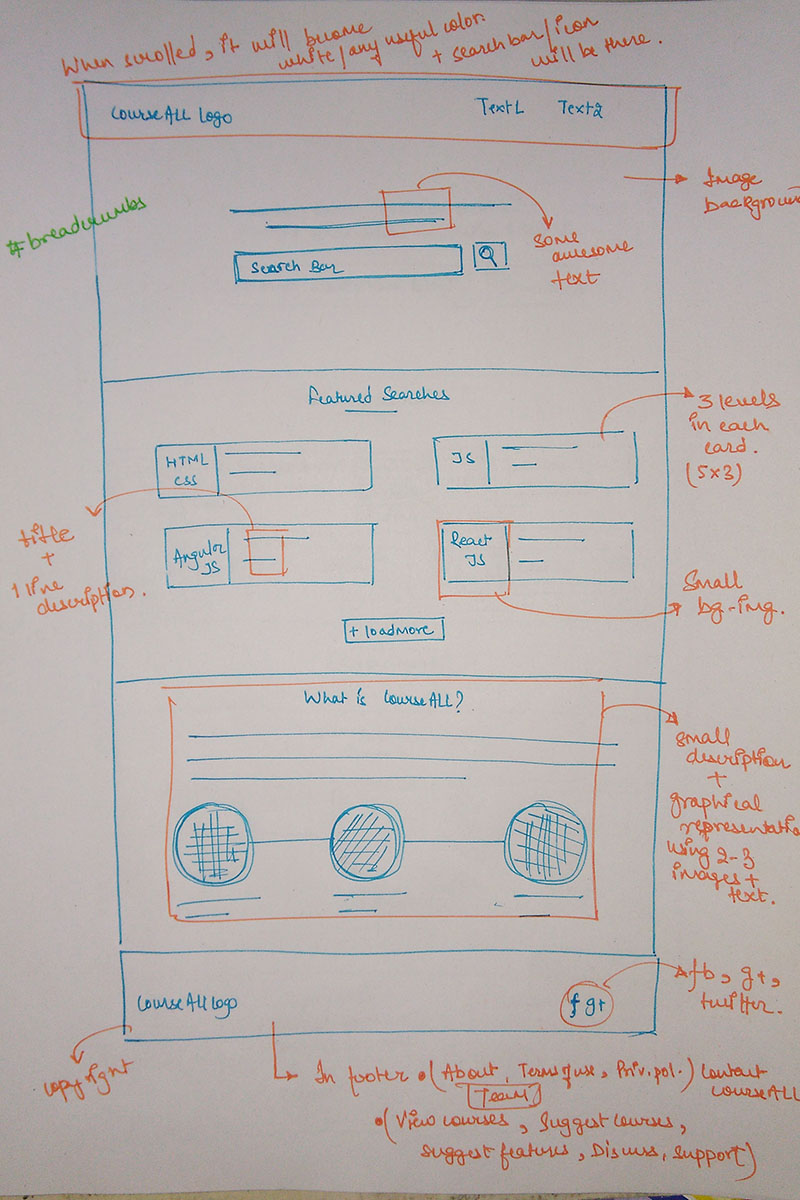 When scrolled, it will become
white/any useful color.
+ search bar/icon
will be there.
CourseALL Logo
Text1
Text2
Image
background
#breadcrumbs
some
awesome
text
Search Bar
Featured Searches
3 levels
in each
card.
(5x3)
HTML
CSS
JS
title
+
1 line
description.
Angular
JS
React
JS
Small
bg-img.
+ loadmore
What is CourseALL?
small
description
+
graphical
representation
using 2-3
images +
text.
CourseALL Logo
f g+
fb, g+,
twitter.
copyright
In footer • (About, Terms of use, Priv. pol.) Contact
CourseALL
Team
• (View courses, Suggest courses,
suggest features, Discuss, support)